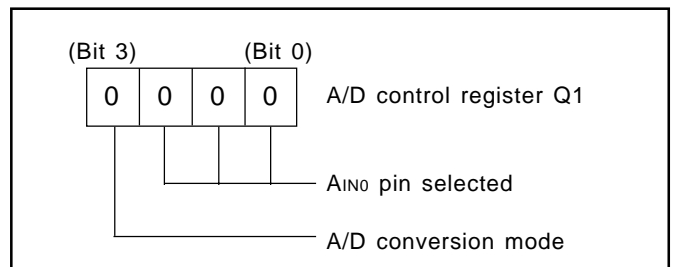 (Bit 3) (Bit 0)
0 0 0 0 A/D control register Q1
AIN0 pin selected
A/D conversion mode